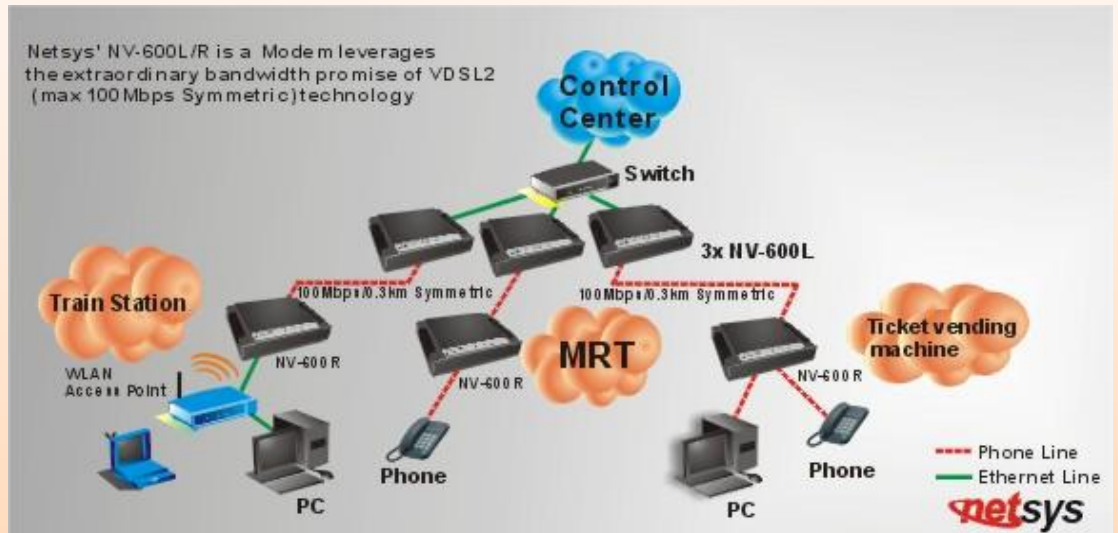 Netsys' NV-600L/R is a Modem leverages
the extraordinary bandwidth promise of VDSL2
(max 100Mbps Symmetric)technology
Control
Center
Switch
3x NV-600L
Train Station
100Mbps/0.3km Symmetric
100Mbps/0.3km Symmetric
NV-600R
MRT
NV-600R
Ticket vending
machine
NV-600R
WLAN
Access Point
PC
Phone
PC
Phone
Phone Line
Ethernet Line
netsys